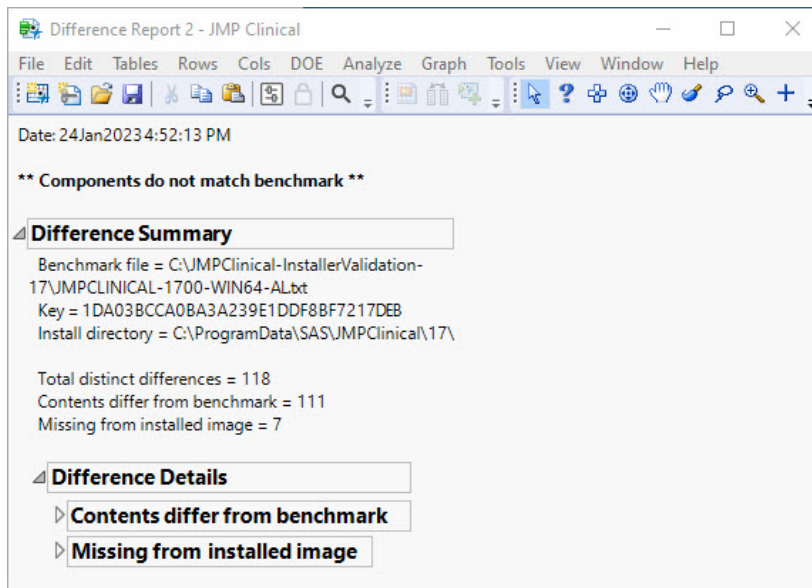 Difference Report 2 - JMP Clinical
File Edit Tables Rows Cols DOE Analyze Graph Tools View Window Help
Date: 24Jan2023 4:52:13 PM
** Components do not match benchmark **
Difference Summary
Benchmark file = C:\JMPClinical-InstallerValidation-
17\JMPCLINICAL-1700-WIN64-AL.txt
Key = 1DA03BCCA0BA3A239E1DDF8BF7217DEB
Install directory = C:\ProgramData\SAS\JMPClinical\17\
Total distinct differences = 118
Contents differ from benchmark = 111
Missing from installed image = 7
Difference Details
Contents differ from benchmark
Missing from installed image